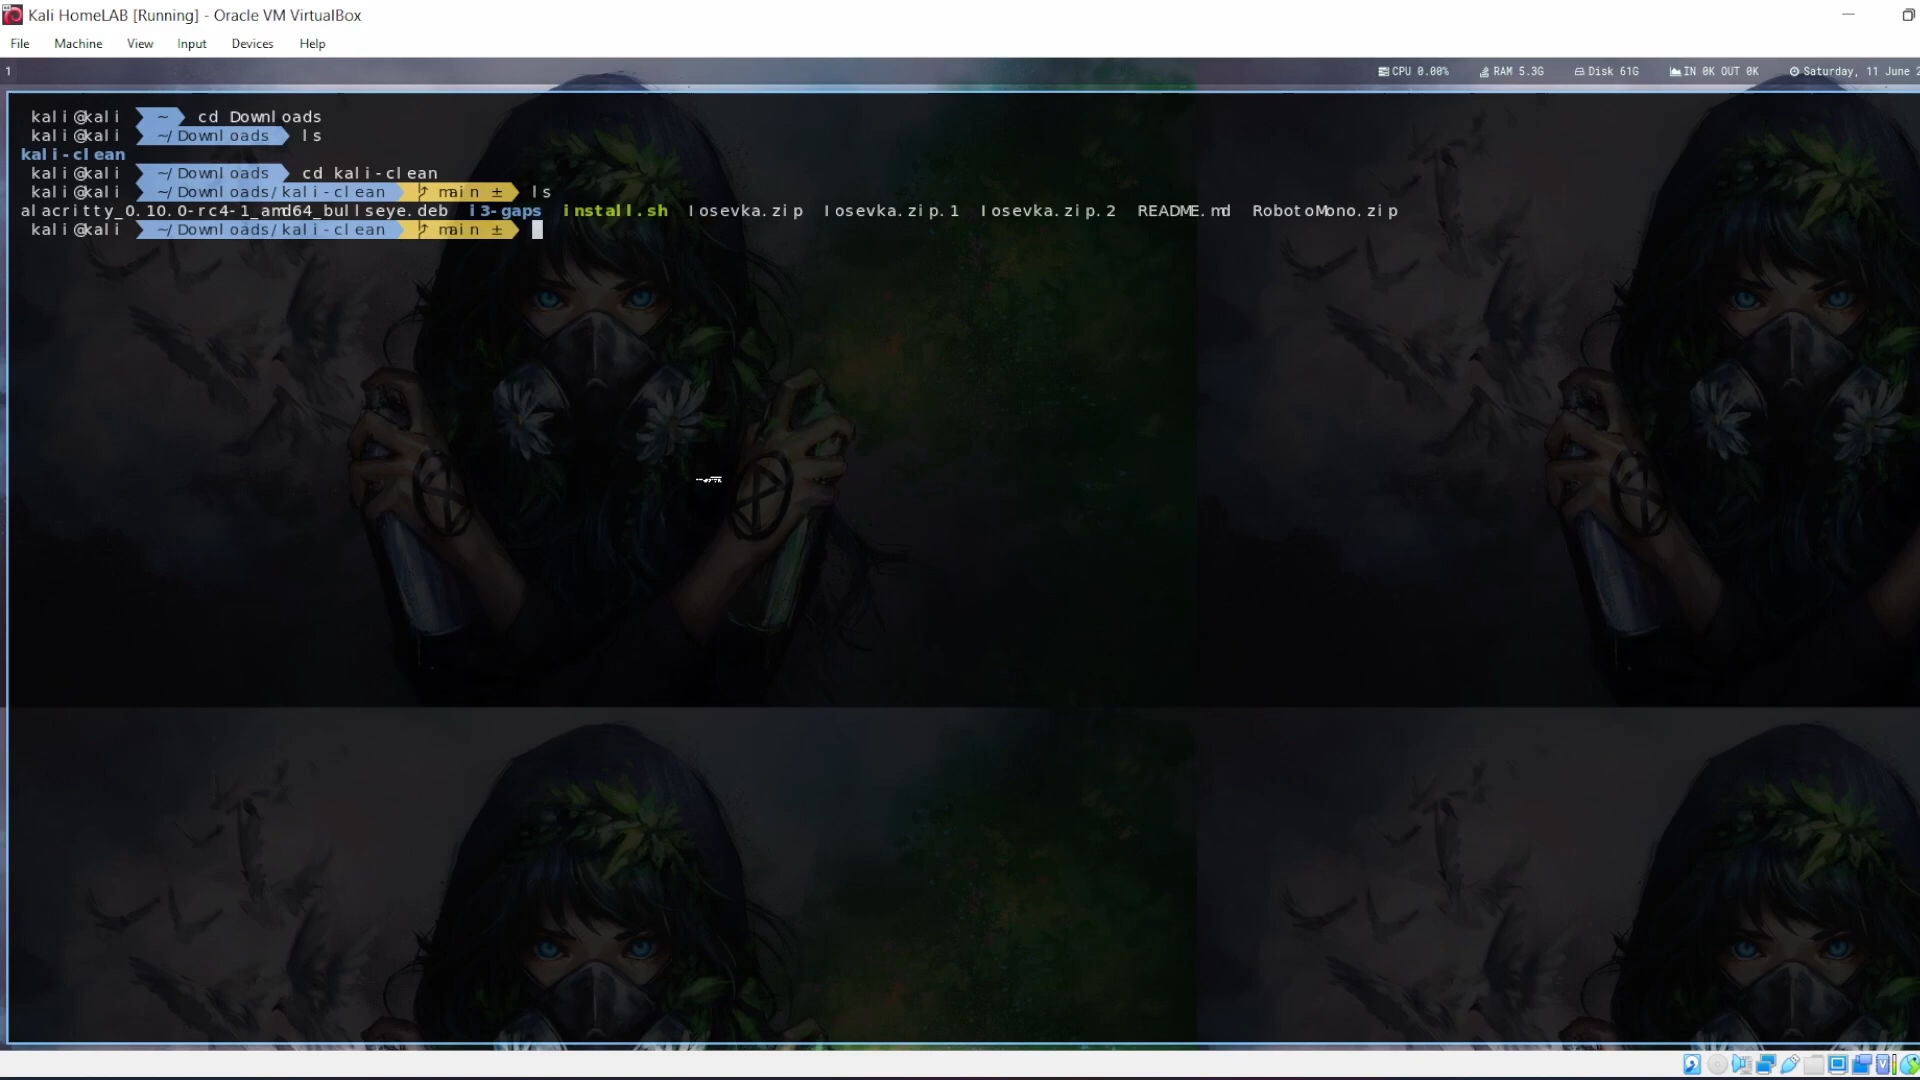 Kali HomeLAB [Running] - Oracle VM VirtualBox
File Machine View Input Devices Help
1 CPU 0.00% RAM 5.3G Disk 61G IN 0K OUT 0K Saturday, 11 June
kali@kali ~ cd Downloads
kali@kali ~/Downloads ls
kali-clean
kali@kali ~/Downloads cd kali-clean
kali@kali ~/Downloads/kali-clean main ± ls
alacritty_0.10.0-rc4-1_amd64_bullseye.deb i3-gaps install.sh Iosevka.zip Iosevka.zip.1 Iosevka.zip.2 README.md RobotoMono.zip
kali@kali ~/Downloads/kali-clean main ±